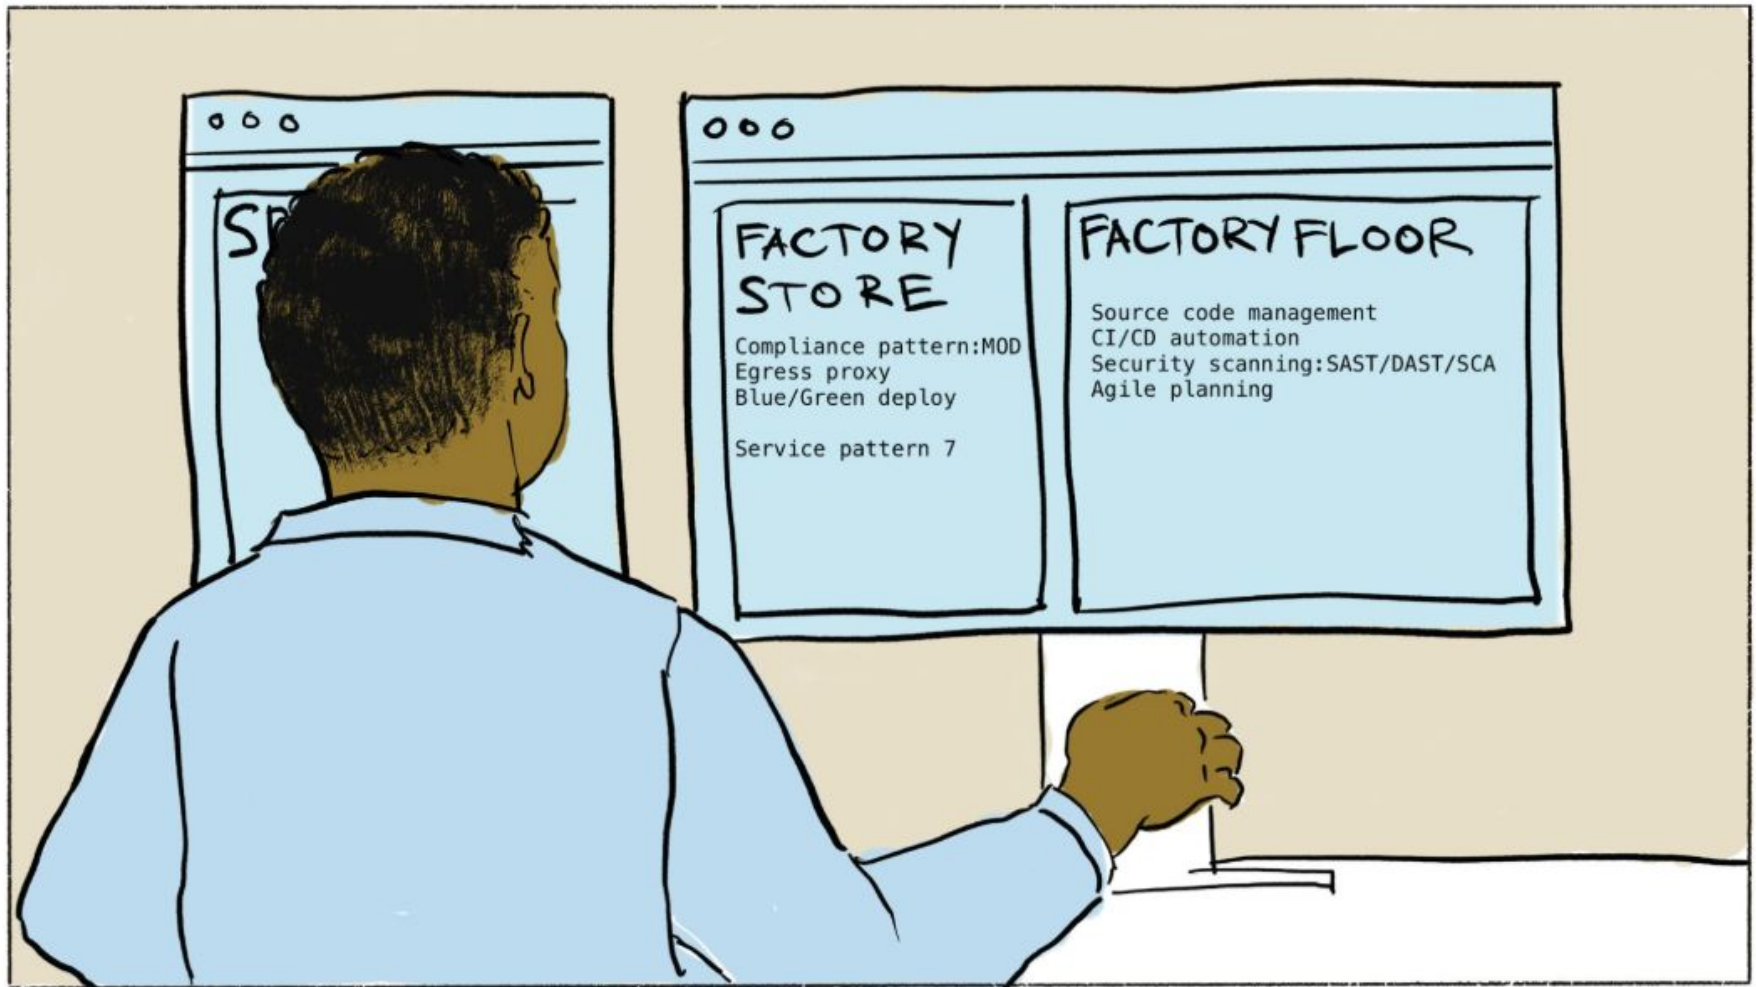 FACTORY
STORE
Compliance pattern:MOD
Egress proxy
Blue/Green deploy
Service pattern 7
FACTORY FLOOR
Source code management
CI/CD automation
Security scanning:SAST/DAST/SCA
Agile planning